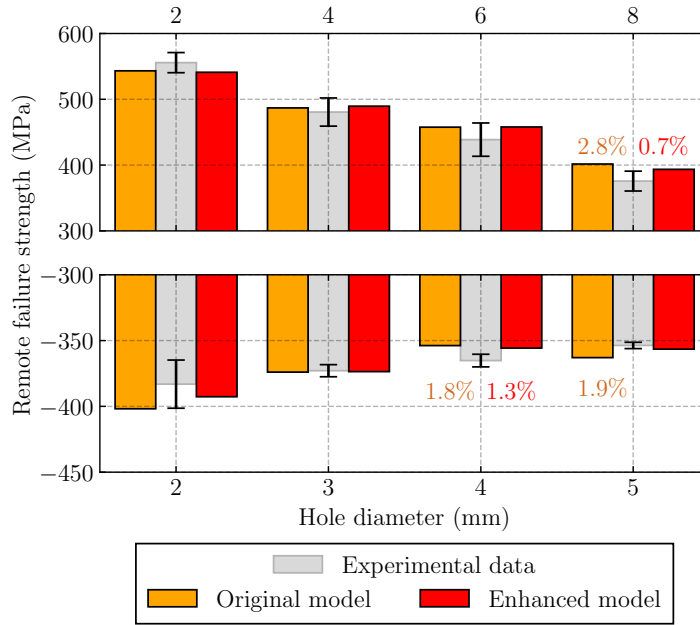 2 4 6 8
600
500
400
300
2.8% 0.7%
−300
−350
−400
−450
1.8% 1.3% 1.9%
2 3 4 5
Remote failure strength (MPa)
Hole diameter (mm)
Experimental data
Original model Enhanced model